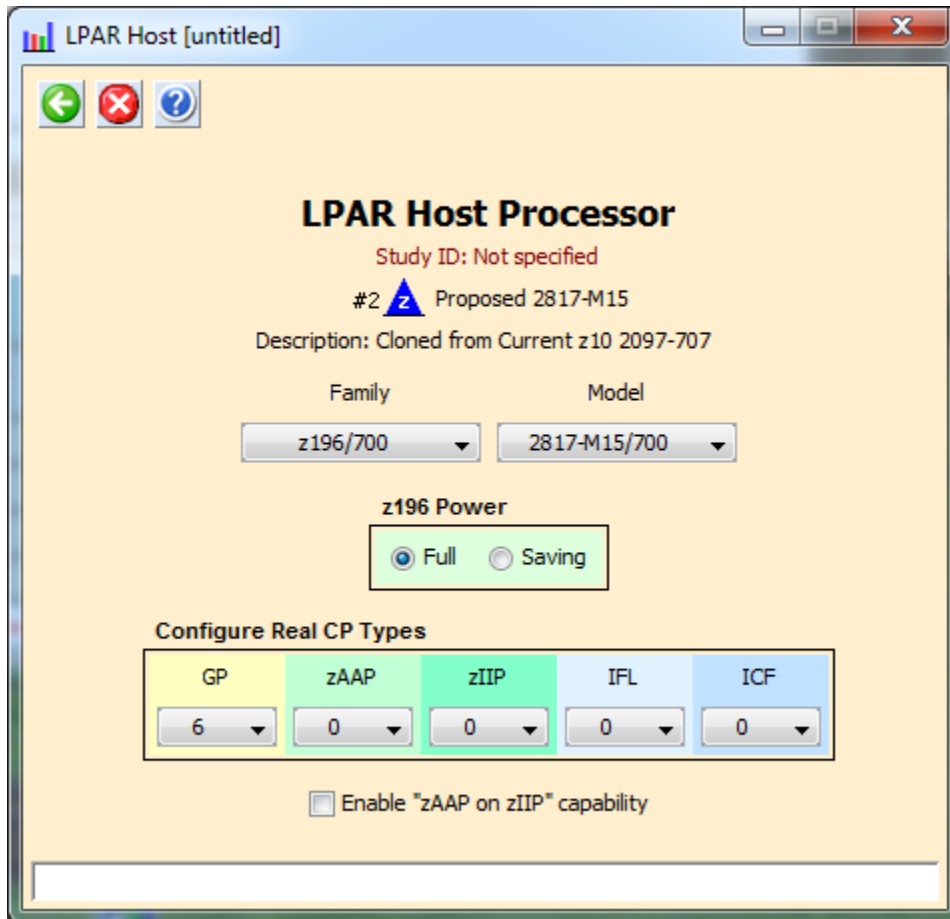 LPAR Host [untitled]
LPAR Host Processor
Study ID: Not specified
#2 z Proposed 2817-M15
Description: Cloned from Current z10 2097-707
Family Model
z196/700 2817-M15/700
z196 Power
Full Saving
Configure Real CP Types
GP zAAP zIIP IFL ICF
6 0 0 0 0
Enable "zAAP on zIIP" capability